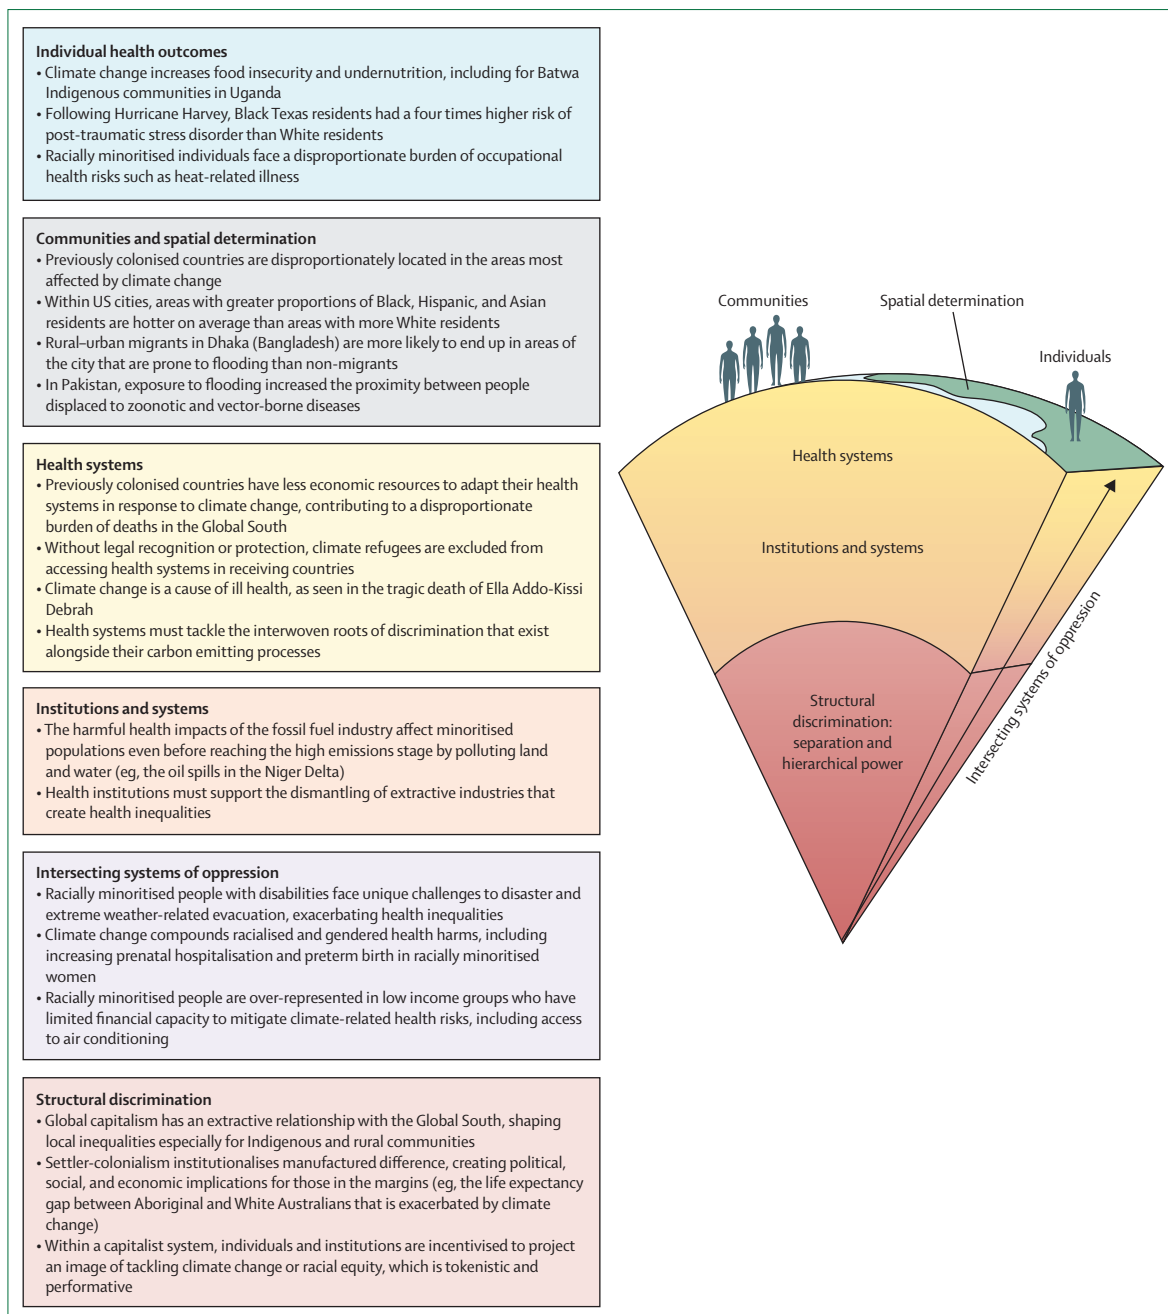 Individual health outcomes
• Climate change increases food insecurity and undernutrition, including for Batwa
Indigenous communities in Uganda
• Following Hurricane Harvey, Black Texas residents had a four times higher risk of
post-traumatic stress disorder than White residents
• Racially minoritised individuals face a disproportionate burden of occupational
health risks such as heat-related illness
Communities and spatial determination
• Previously colonised countries are disproportionately located in the areas most
affected by climate change
• Within US cities, areas with greater proportions of Black, Hispanic, and Asian
residents are hotter on average than areas with more White residents
• Rural–urban migrants in Dhaka (Bangladesh) are more likely to end up in areas of
the city that are prone to flooding than non-migrants
• In Pakistan, exposure to flooding increased the proximity between people
displaced to zoonotic and vector-borne diseases
Health systems
• Previously colonised countries have less economic resources to adapt their health
systems in response to climate change, contributing to a disproportionate
burden of deaths in the Global South
• Without legal recognition or protection, climate refugees are excluded from
accessing health systems in receiving countries
• Climate change is a cause of ill health, as seen in the tragic death of Ella Addo-Kissi
Debrah
• Health systems must tackle the interwoven roots of discrimination that exist
alongside their carbon emitting processes
Institutions and systems
• The harmful health impacts of the fossil fuel industry affect minoritised
populations even before reaching the high emissions stage by polluting land
and water (eg, the oil spills in the Niger Delta)
• Health institutions must support the dismantling of extractive industries that
create health inequalities
Intersecting systems of oppression
• Racially minoritised people with disabilities face unique challenges to disaster and
extreme weather-related evacuation, exacerbating health inequalities
• Climate change compounds racialised and gendered health harms, including
increasing prenatal hospitalisation and preterm birth in racially minoritised
women
• Racially minoritised people are over-represented in low income groups who have
limited financial capacity to mitigate climate-related health risks, including access
to air conditioning
Structural discrimination
• Global capitalism has an extractive relationship with the Global South, shaping
local inequalities especially for Indigenous and rural communities
• Settler-colonialism institutionalises manufactured difference, creating political,
social, and economic implications for those in the margins (eg, the life expectancy
gap between Aboriginal and White Australians that is exacerbated by climate
change)
• Within a capitalist system, individuals and institutions are incentivised to project
an image of tackling climate change or racial equity, which is tokenistic and
performative
Communities
Spatial determination
Individuals
Health systems
Institutions and systems
Structural
discrimination:
separation and
hierarchical power
Intersecting systems of oppression